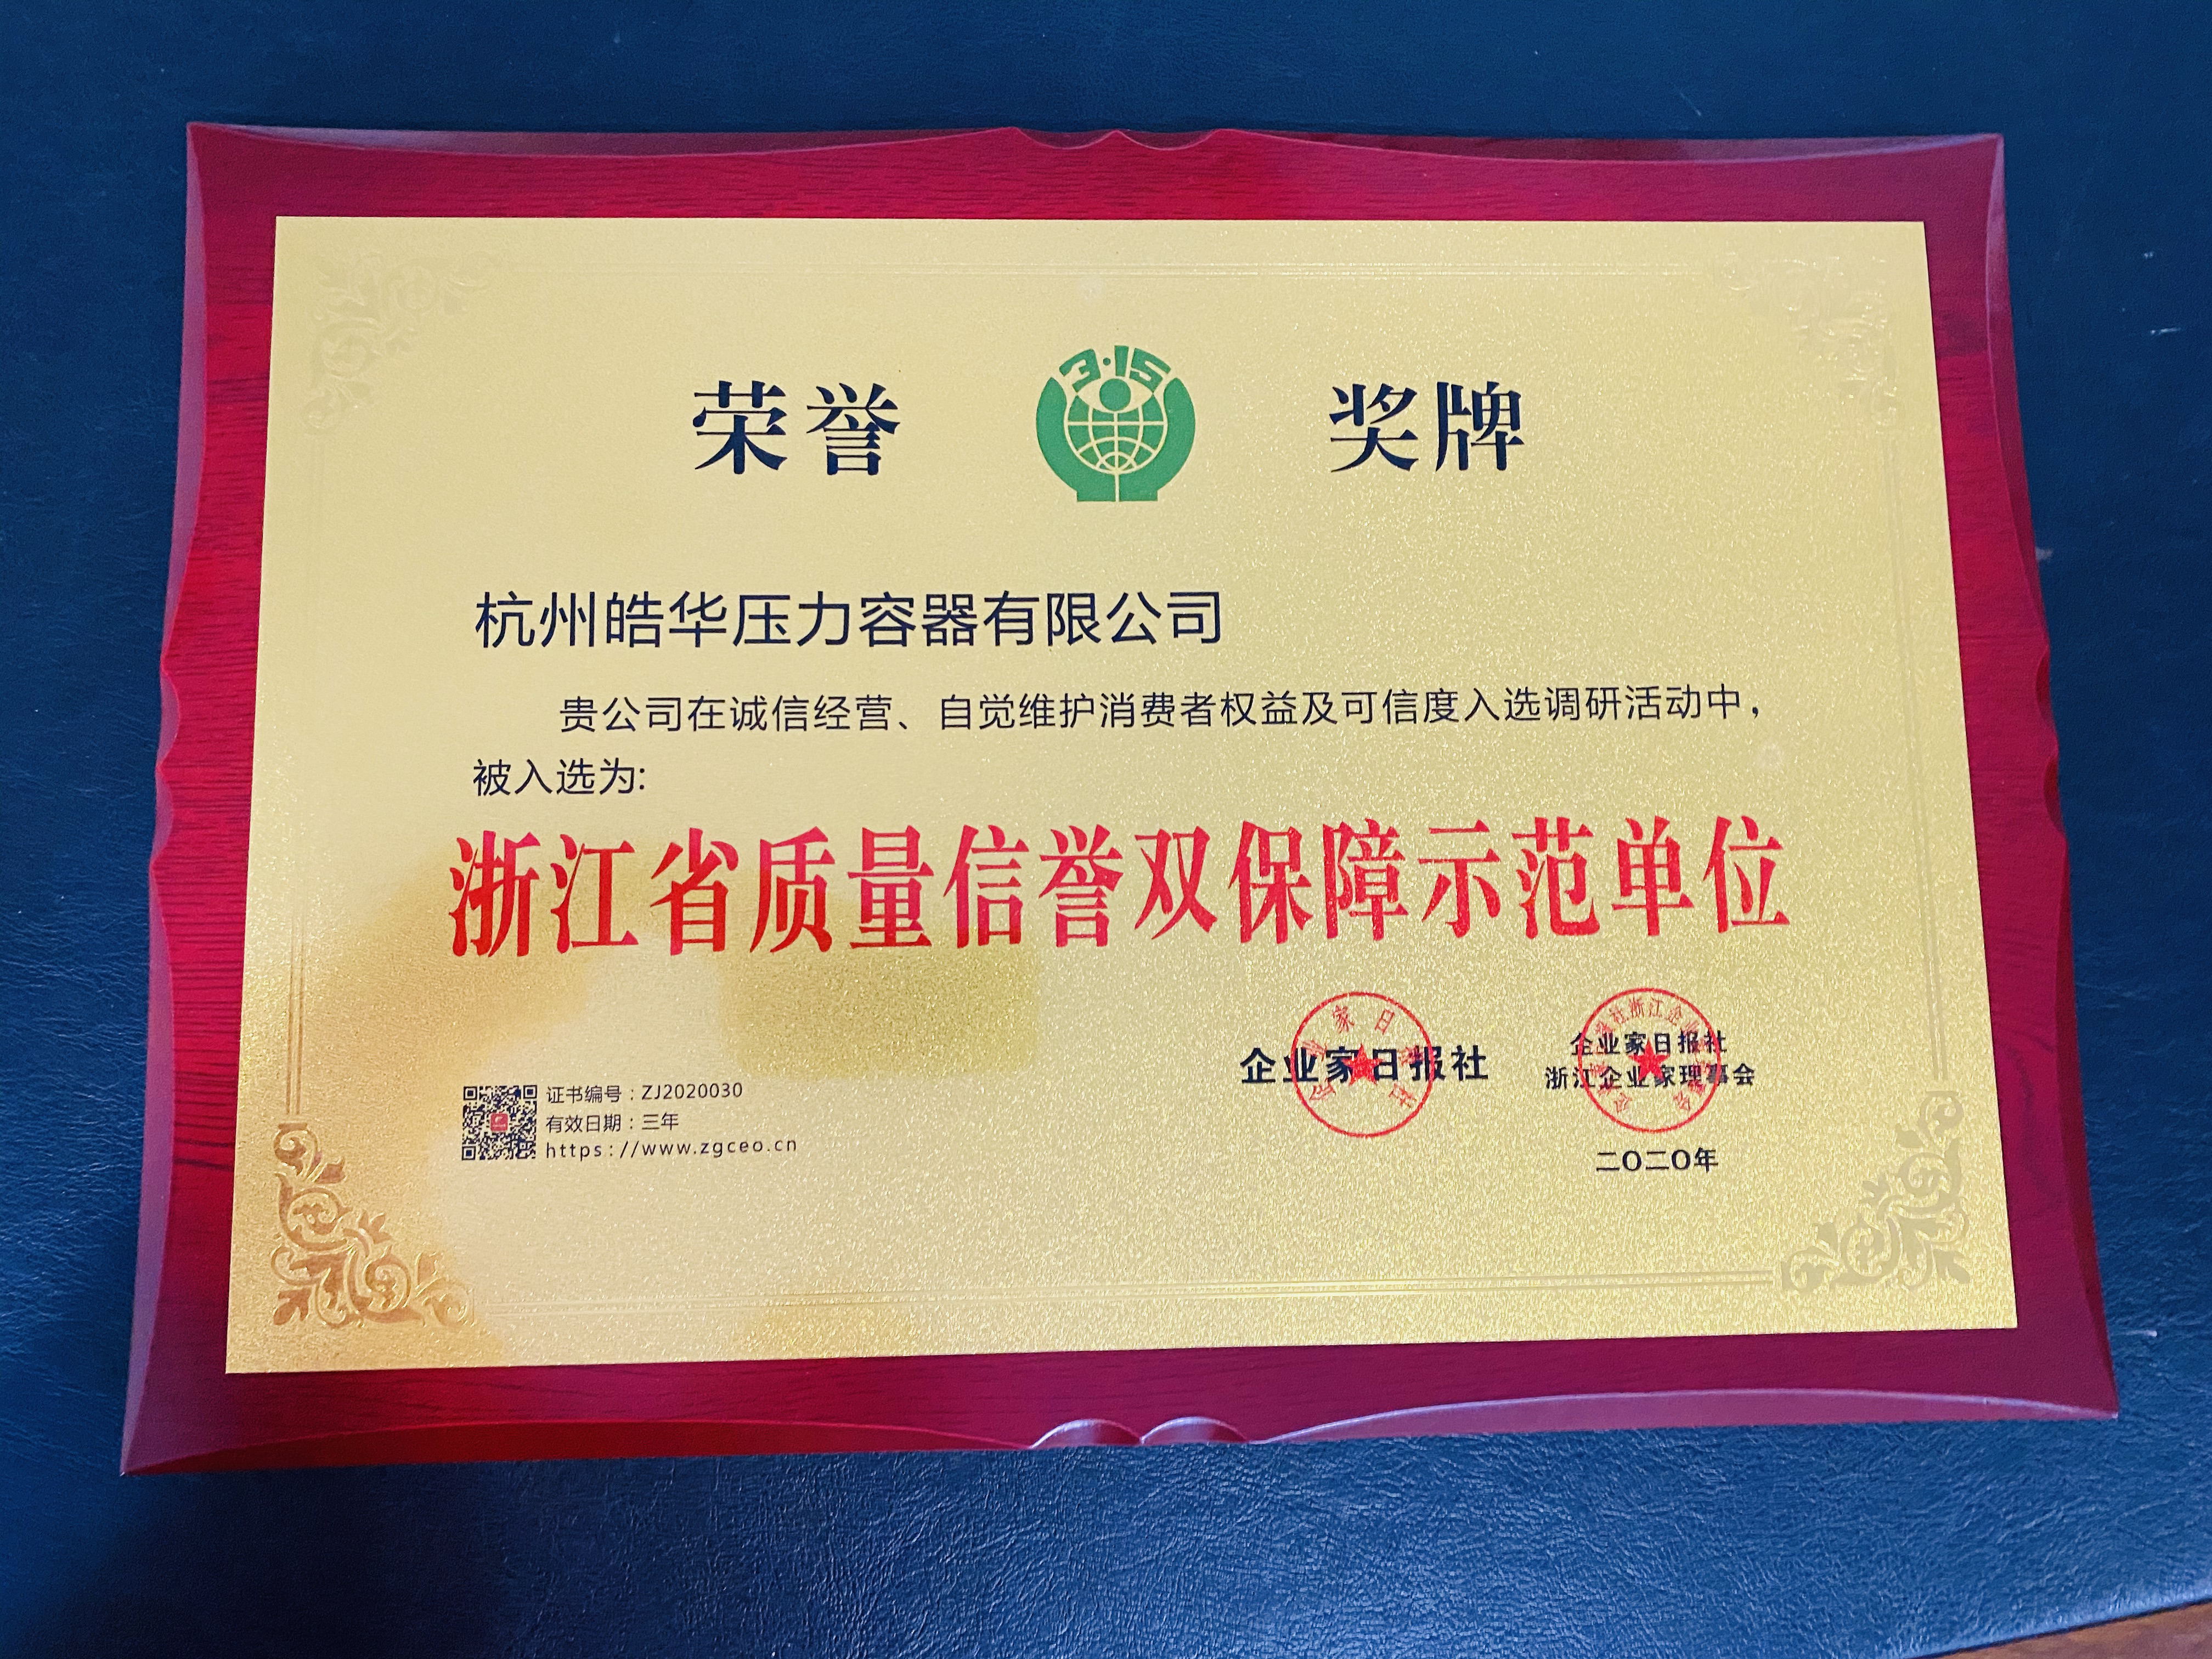 荣誉 3·15 奖牌
杭州皓华压力容器有限公司
贵公司在诚信经营、自觉维护消费者权益及可信度入选调研活动中，
被入选为:
浙江省质量信誉双保障示范单位
企业家日报社
企业家日报社
浙江企业家理事会
二〇二〇年
证书编号：ZJ2020030
有效日期：三年
https://www.zgceo.cn